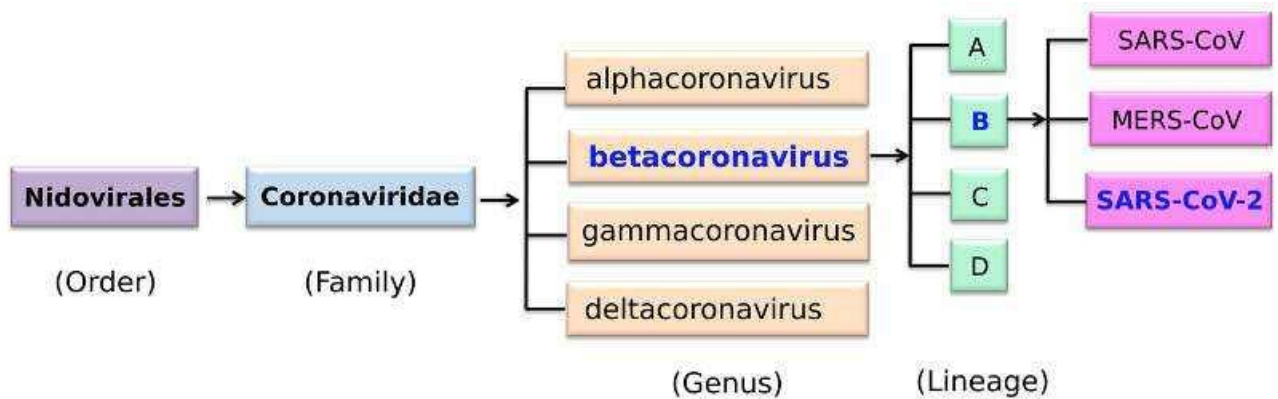 Nidovirales
(Order)
Coronaviridae
(Family)
alphacoronavirus
betacoronavirus
gammacoronavirus
deltacoronavirus
(Genus)
A
B
C
D
(Lineage)
SARS-CoV
MERS-CoV
SARS-CoV-2